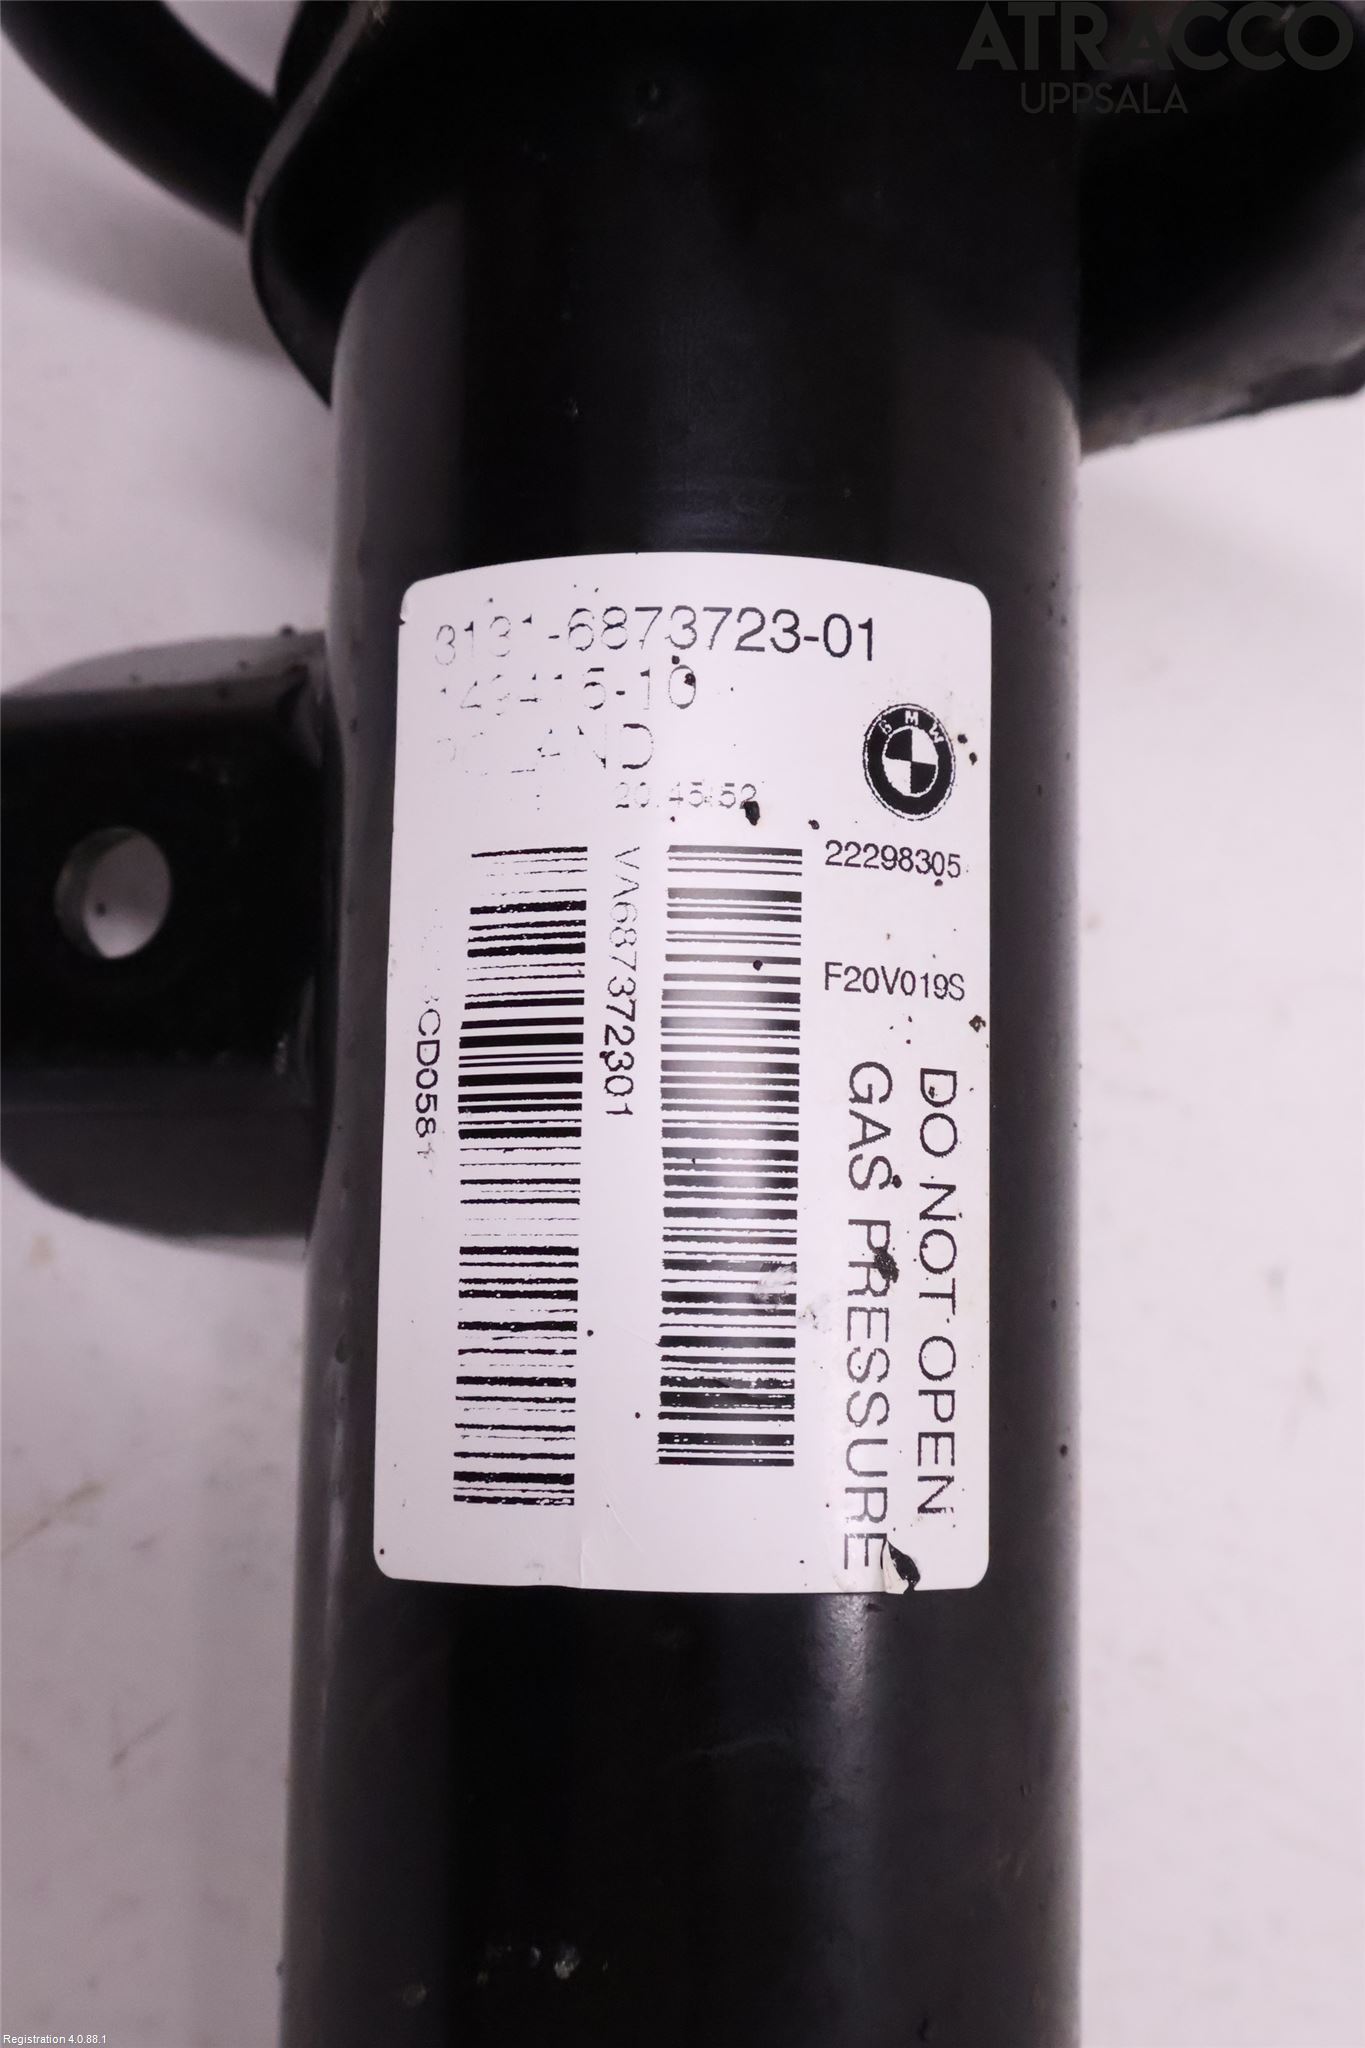 ATRACCO
UPPSALA
3131-6873723-01
20:45:52
BMW
22298305
VA687372301
F20V019S
DO NOT OPEN
GAS PRESSURE
Registration 4.0.88.1